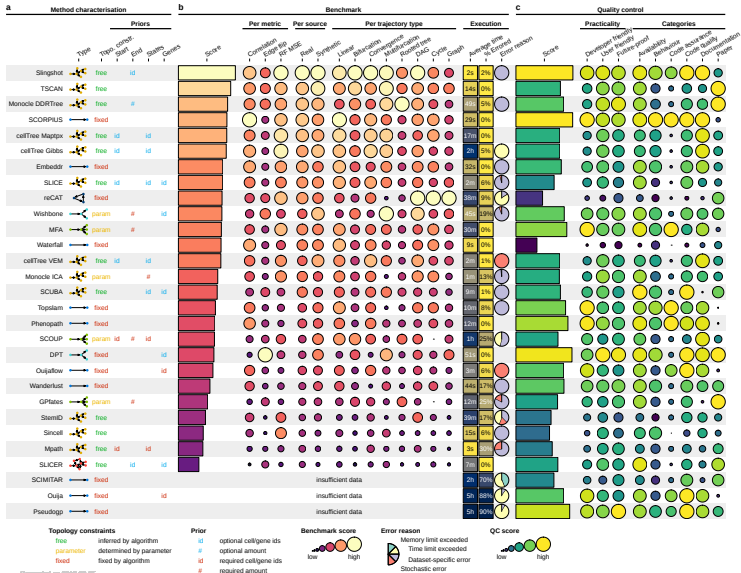 a Method characterisation b Benchmark c Quality control
Priors Per metric Per source Per trajectory type Execution Practicality Categories
Type Topo. constr. Start End States Genes Score Correlation Edge flip RF MSE Real Synthetic Linear Bifurcation Convergence Multifurcation Rooted tree DAG Cycle Graph Average time % Errored Error reason Score Developer friendly User friendly Future-proof Availability Behaviour Code assurance Code quality Documentation Paper
Slingshot free id 2s 2%
TSCAN free 14s 0%
Monocle DDRTree free # 49s 5%
SCORPIUS fixed 29s 0%
cellTree Maptpx free id id 17m 0%
cellTree Gibbs free id id 2h 5%
Embeddr fixed 32s 0%
SLICE free id id id 2m 6%
reCAT fixed 38m 9%
Wishbone param # id 45s 19%
MFA param # 30m 0%
Waterfall fixed 9s 0%
cellTree VEM free id id 2m 1%
Monocle ICA param # 1m 13%
SCUBA free id id 9m 1%
Topslam fixed 10m 8%
Phenopath fixed 12m 0%
SCOUP param id # id 1h 25%
DPT fixed id 51s 0%
Ouijaflow fixed id 3m 6%
Wanderlust fixed 44s 17%
GPfates param # 12m
StemID free 39m 17%
Sincell free 15s 6%
Mpath free id id 3s
SLICER free id id 7m 0%
SCIMITAR fixed insufficient data 2h 70%
Ouija fixed id insufficient data 5h 88%
Pseudogp fixed insufficient data 5h 90%
Topology constraints Prior Benchmark score Error reason QC score
free inferred by algorithm id optional cell/gene ids Memory limit exceeded
param determined by parameter # optional amount Time limit exceeded
fixed fixed by algorithm id required cell/gene ids low high Dataset-specific error low high
# required amount Stochastic error